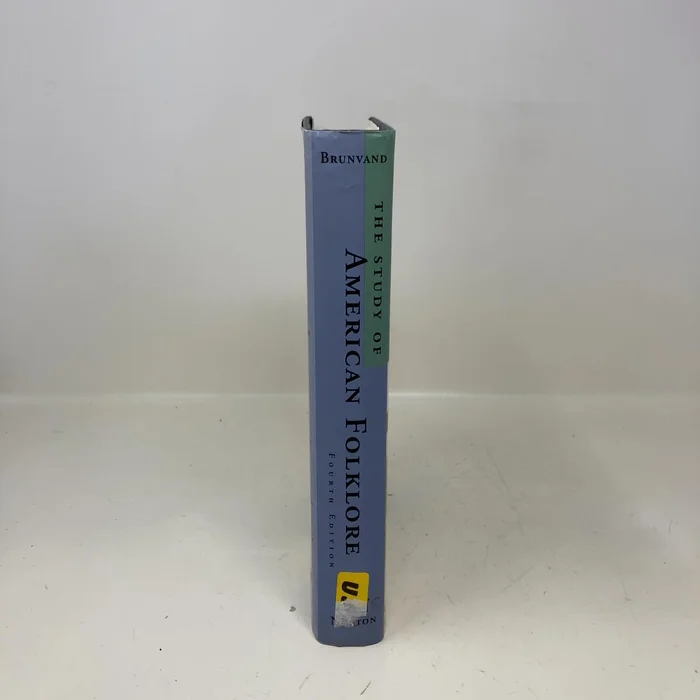 BRUNVAND
THE STUDY OF
AMERICAN FOLKLORE
FOURTH EDITION